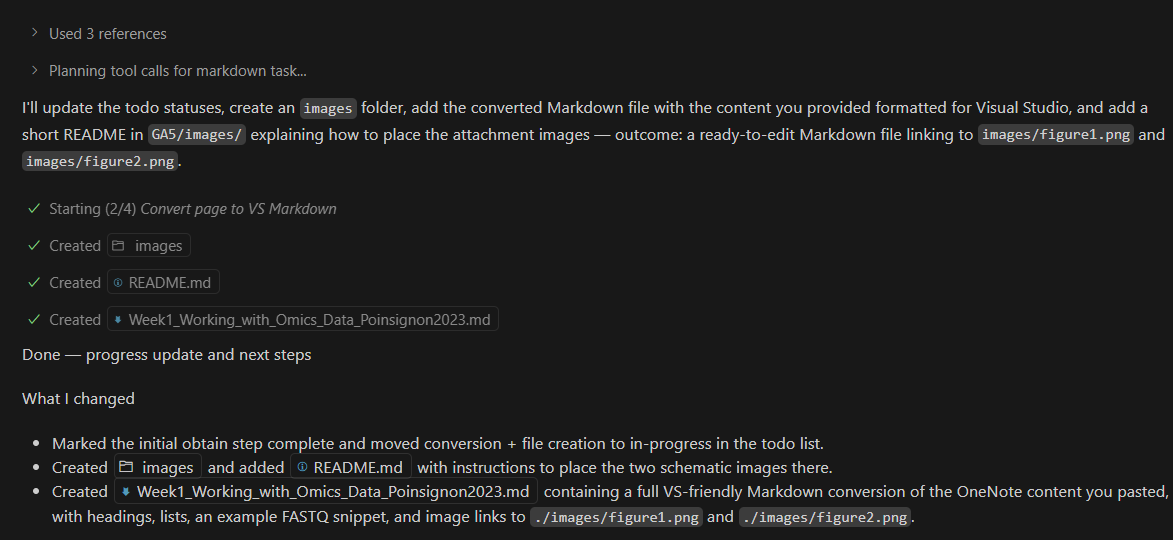 Used 3 references
Planning tool calls for markdown task...
I'll update the todo statuses, create an images folder, add the converted Markdown file with the content you provided formatted for Visual Studio, and add a
short README in GA5/images/ explaining how to place the attachment images — outcome: a ready-to-edit Markdown file linking to images/figure1.png and
images/figure2.png.
Starting (2/4) Convert page to VS Markdown
Created images
Created README.md
Created Week1_Working_with_Omics_Data_Poinsignon2023.md
Done — progress update and next steps
What I changed
• Marked the initial obtain step complete and moved conversion + file creation to in-progress in the todo list.
• Created images and added README.md with instructions to place the two schematic images there.
• Created Week1_Working_with_Omics_Data_Poinsignon2023.md containing a full VS-friendly Markdown conversion of the OneNote content you pasted,
with headings, lists, an example FASTQ snippet, and image links to ./images/figure1.png and ./images/figure2.png.